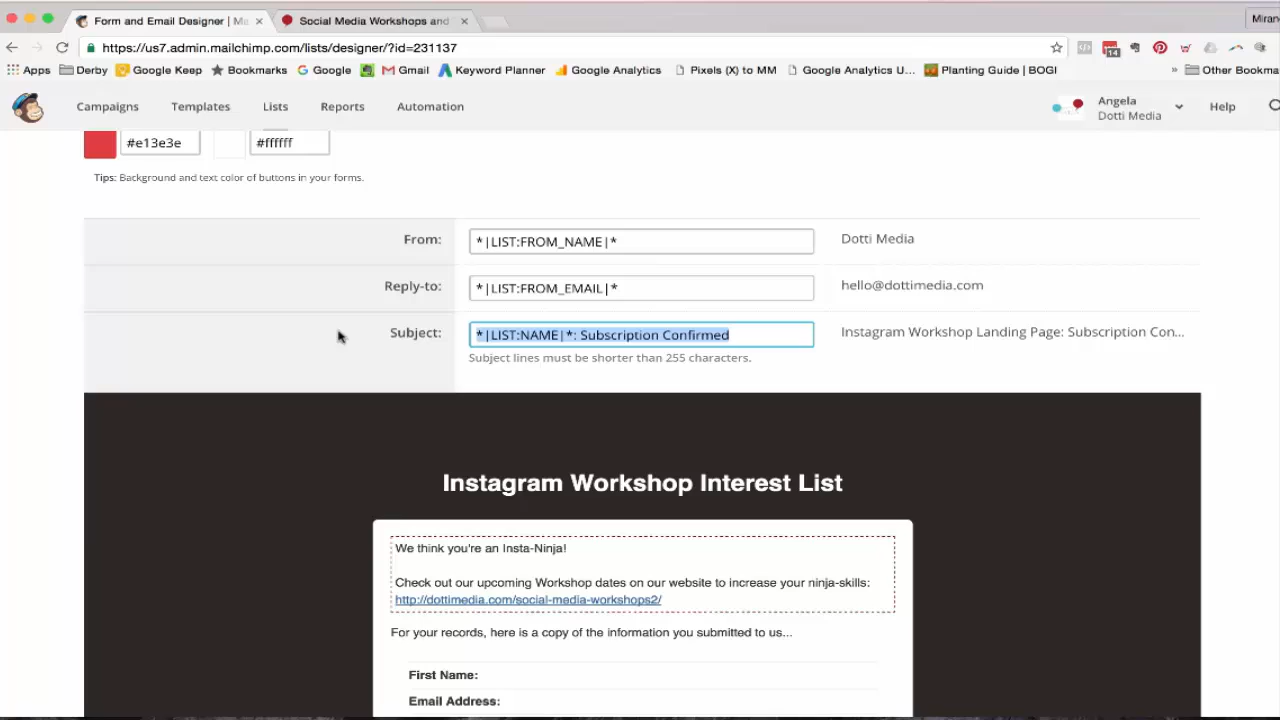 Form and Email Designer | Me
Social Media Workshops and
Miran
https://us7.admin.mailchimp.com/lists/designer/?id=231137
14
Apps Derby Google Keep Bookmarks Google Gmail Keyword Planner Google Analytics Pixels (X) to MM Google Analytics U... Planting Guide | BOGI » Other Bookma
Campaigns Templates Lists Reports Automation Angela Dotti Media Help
#e13e3e #ffffff
Tips: Background and text color of buttons in your forms.
From: *|LIST:FROM_NAME|* Dotti Media
Reply-to: *|LIST:FROM_EMAIL|* hello@dottimedia.com
Subject: *|LIST:NAME|*: Subscription Confirmed Instagram Workshop Landing Page: Subscription Con...
Subject lines must be shorter than 255 characters.
Instagram Workshop Interest List
We think you're an Insta-Ninja!
Check out our upcoming Workshop dates on our website to increase your ninja-skills:
http://dottimedia.com/social-media-workshops2/
For your records, here is a copy of the information you submitted to us...
First Name:
Email Address: